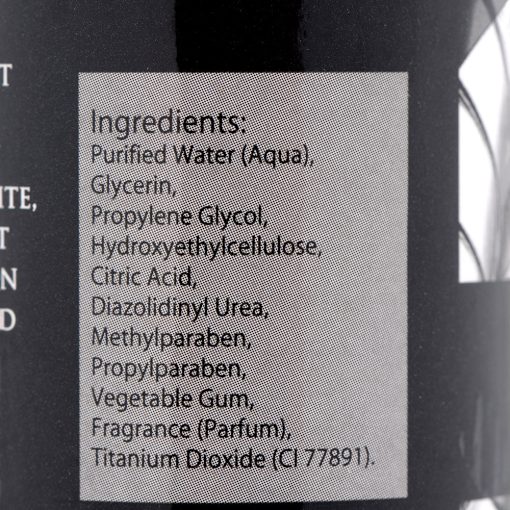 T
ITE,
T
N
D
Ingredients:
Purified Water (Aqua),
Glycerin,
Propylene Glycol,
Hydroxyethylcellulose,
Citric Acid,
Diazolidinyl Urea,
Methylparaben,
Propylparaben,
Vegetable Gum,
Fragrance (Parfum),
Titanium Dioxide (CI 77891).